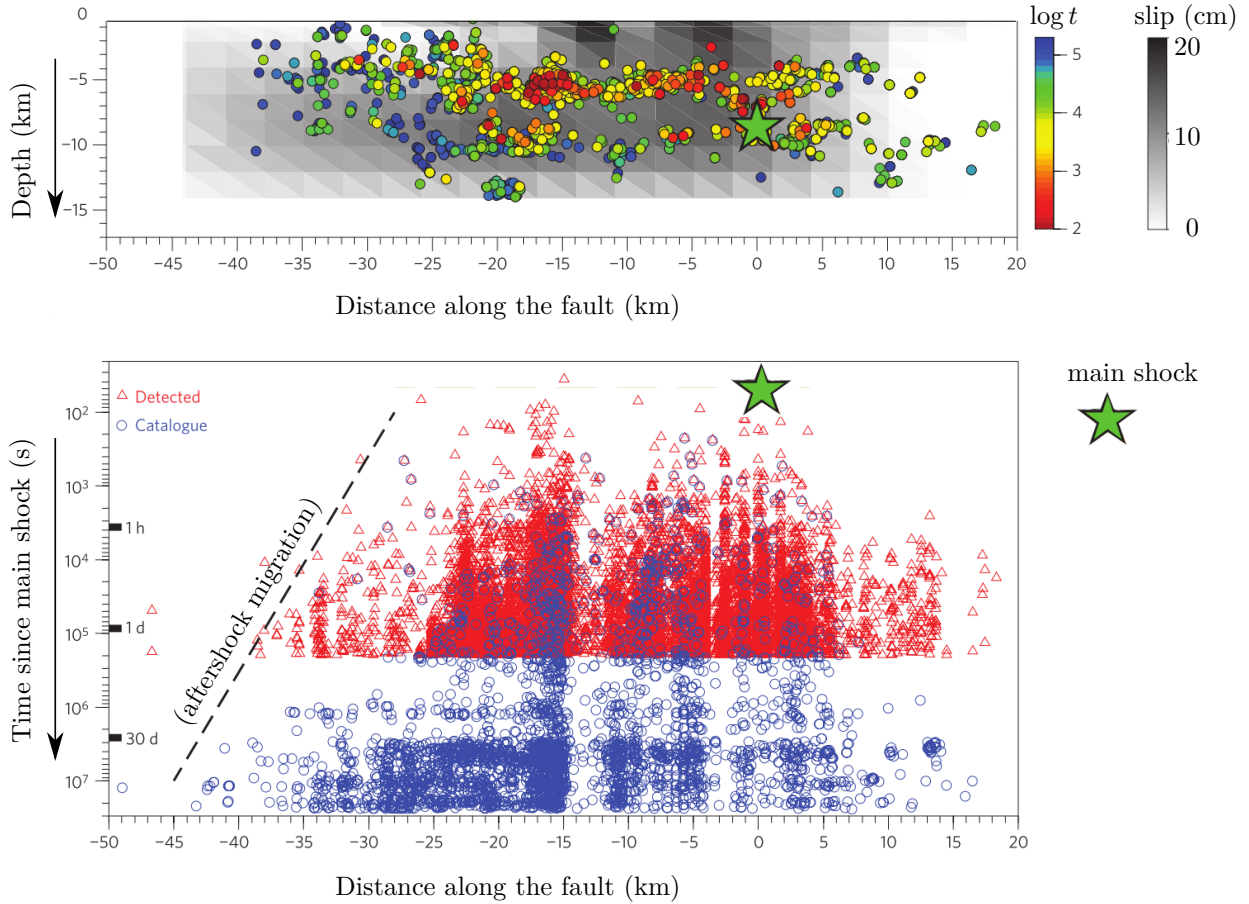 log t
slip (cm)
0
−5
−10
−15
Depth (km)
5
4
3
2
20
10
0
−50 −45 −40 −35 −30 −25 −20 −15 −10 −5 0 5 10 15 20
Distance along the fault (km)
main shock
Detected
Catalogue
10²
10³
1 h
10⁴
1 d
10⁵
10⁶
30 d
10⁷
Time since main shock (s)
(aftershock migration)
−50 −45 −40 −35 −30 −25 −20 −15 −10 −5 0 5 10 15 20
Distance along the fault (km)